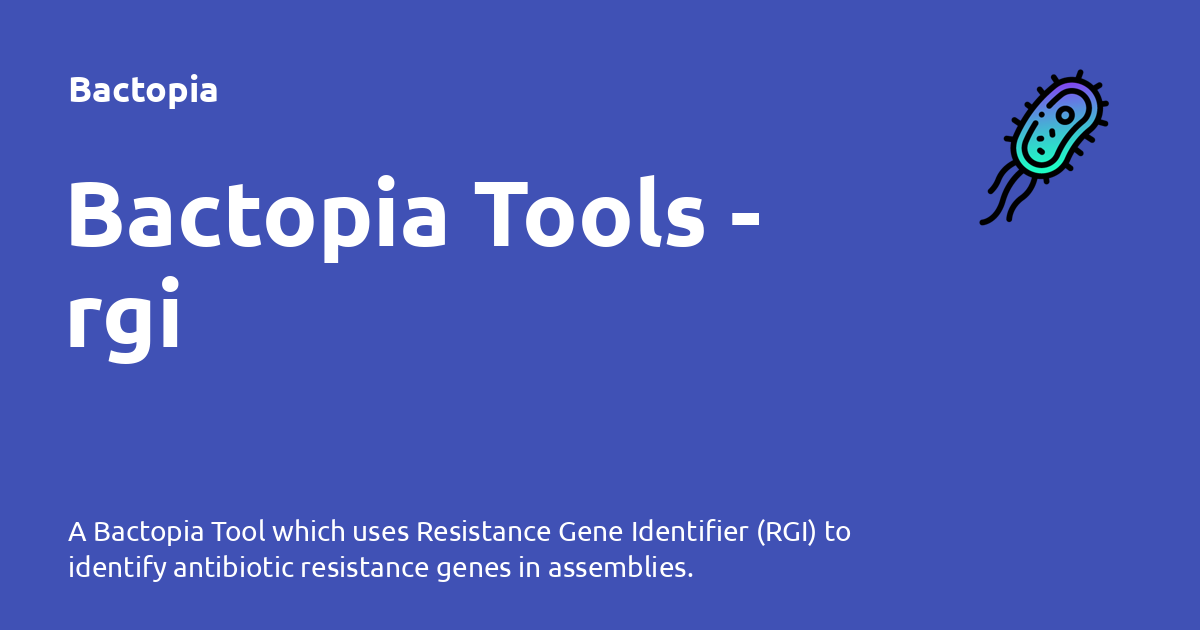 Bactopia
Bactopia Tools -
rgi
A Bactopia Tool which uses Resistance Gene Identifier (RGI) to
identify antibiotic resistance genes in assemblies.